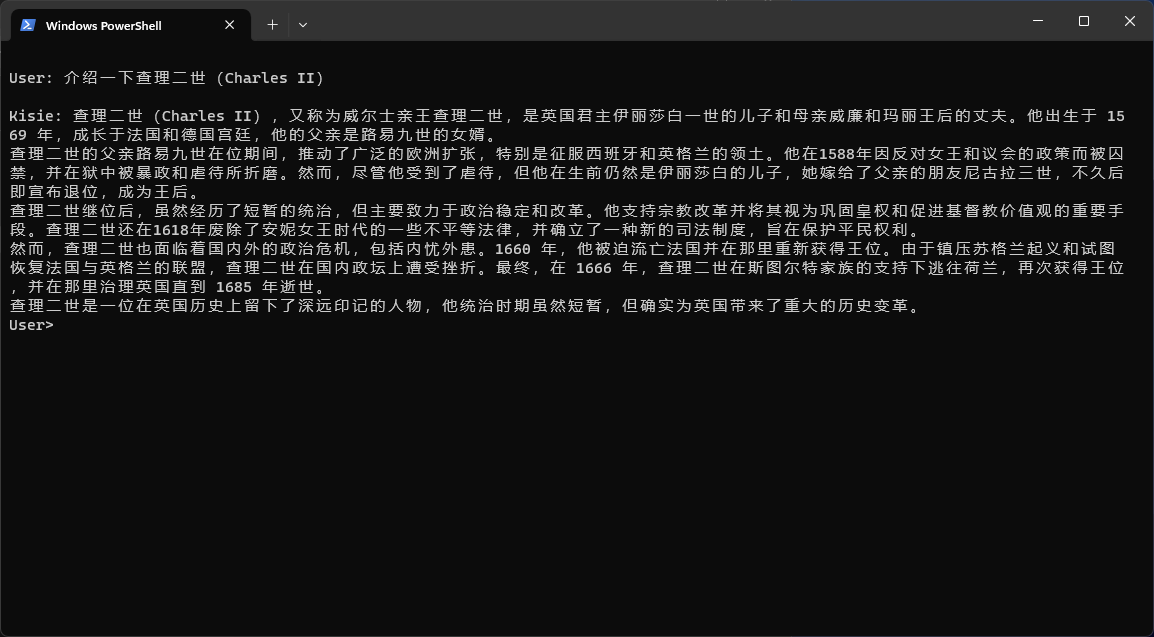 Windows PowerShell
User: 介绍一下查理二世 (Charles II)
Kisie: 查理二世 (Charles II) ，又称为威尔士亲王查理二世，是英国君主伊丽莎白一世的儿子和母亲威廉和玛丽王后的丈夫。他出生于 15
69 年，成长于法国和德国宫廷，他的父亲是路易九世的女婿。
查理二世的父亲路易九世在位期间，推动了广泛的欧洲扩张，特别是征服西班牙和英格兰的领土。他在1588年因反对女王和议会的政策而被囚
禁，并在狱中被暴政和虐待所折磨。然而，尽管他受到了虐待，但他在生前仍然是伊丽莎白的儿子，她嫁给了父亲的朋友尼古拉三世，不久后
即宣布退位，成为王后。
查理二世继位后，虽然经历了短暂的统治，但主要致力于政治稳定和改革。他支持宗教改革并将其视为巩固皇权和促进基督教价值观的重要手
段。查理二世还在1618年废除了安妮女王时代的一些不平等法律，并确立了一种新的司法制度，旨在保护平民权利。
然而，查理二世也面临着国内外的政治危机，包括内忧外患。1660 年，他被迫流亡法国并在那里重新获得王位。由于镇压苏格兰起义和试图
恢复法国与英格兰的联盟，查理二世在国内政坛上遭受挫折。最终，在 1666 年，查理二世在斯图尔特家族的支持下逃往荷兰，再次获得王位
，并在那里治理英国直到 1685 年逝世。
查理二世是一位在英国历史上留下了深远印记的人物，他统治时期虽然短暂，但确实为英国带来了重大的历史变革。
User>